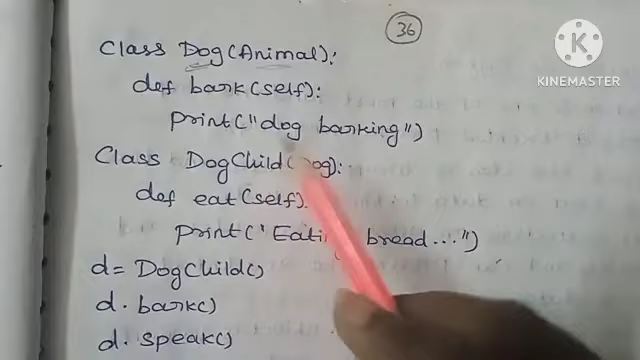 36
KINEMASTER
Class Dog(Animal):
def bark(self):
print("dog barking")
Class DogChild(Dog):
def eat(self).
print('Eati bread...")
d= DogChild()
d. bark()
d. speak()